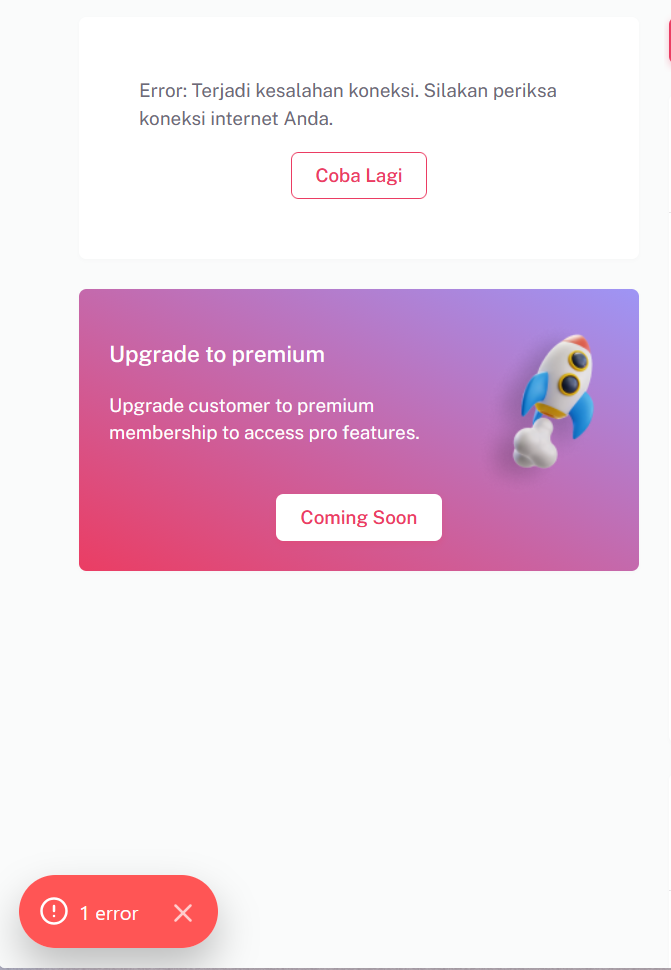 Error: Terjadi kesalahan koneksi. Silakan periksa
koneksi internet Anda.
Coba Lagi
Upgrade to premium
Upgrade customer to premium
membership to access pro features.
Coming Soon
1 error